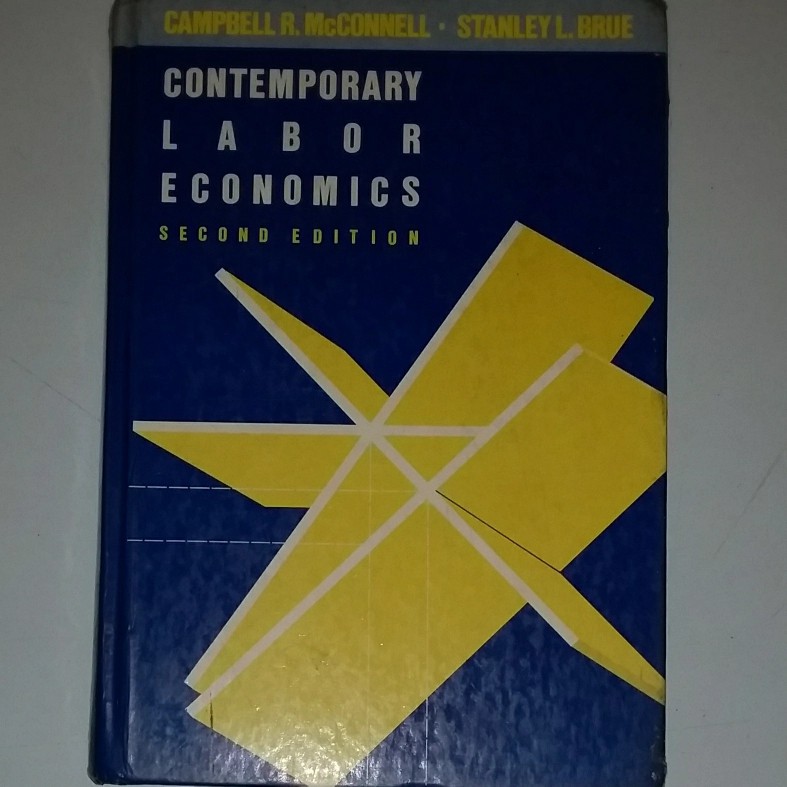 CAMPBELL R. McCONNELL · STANLEY L. BRUE
CONTEMPORARY
LABOR
ECONOMICS
SECOND EDITION